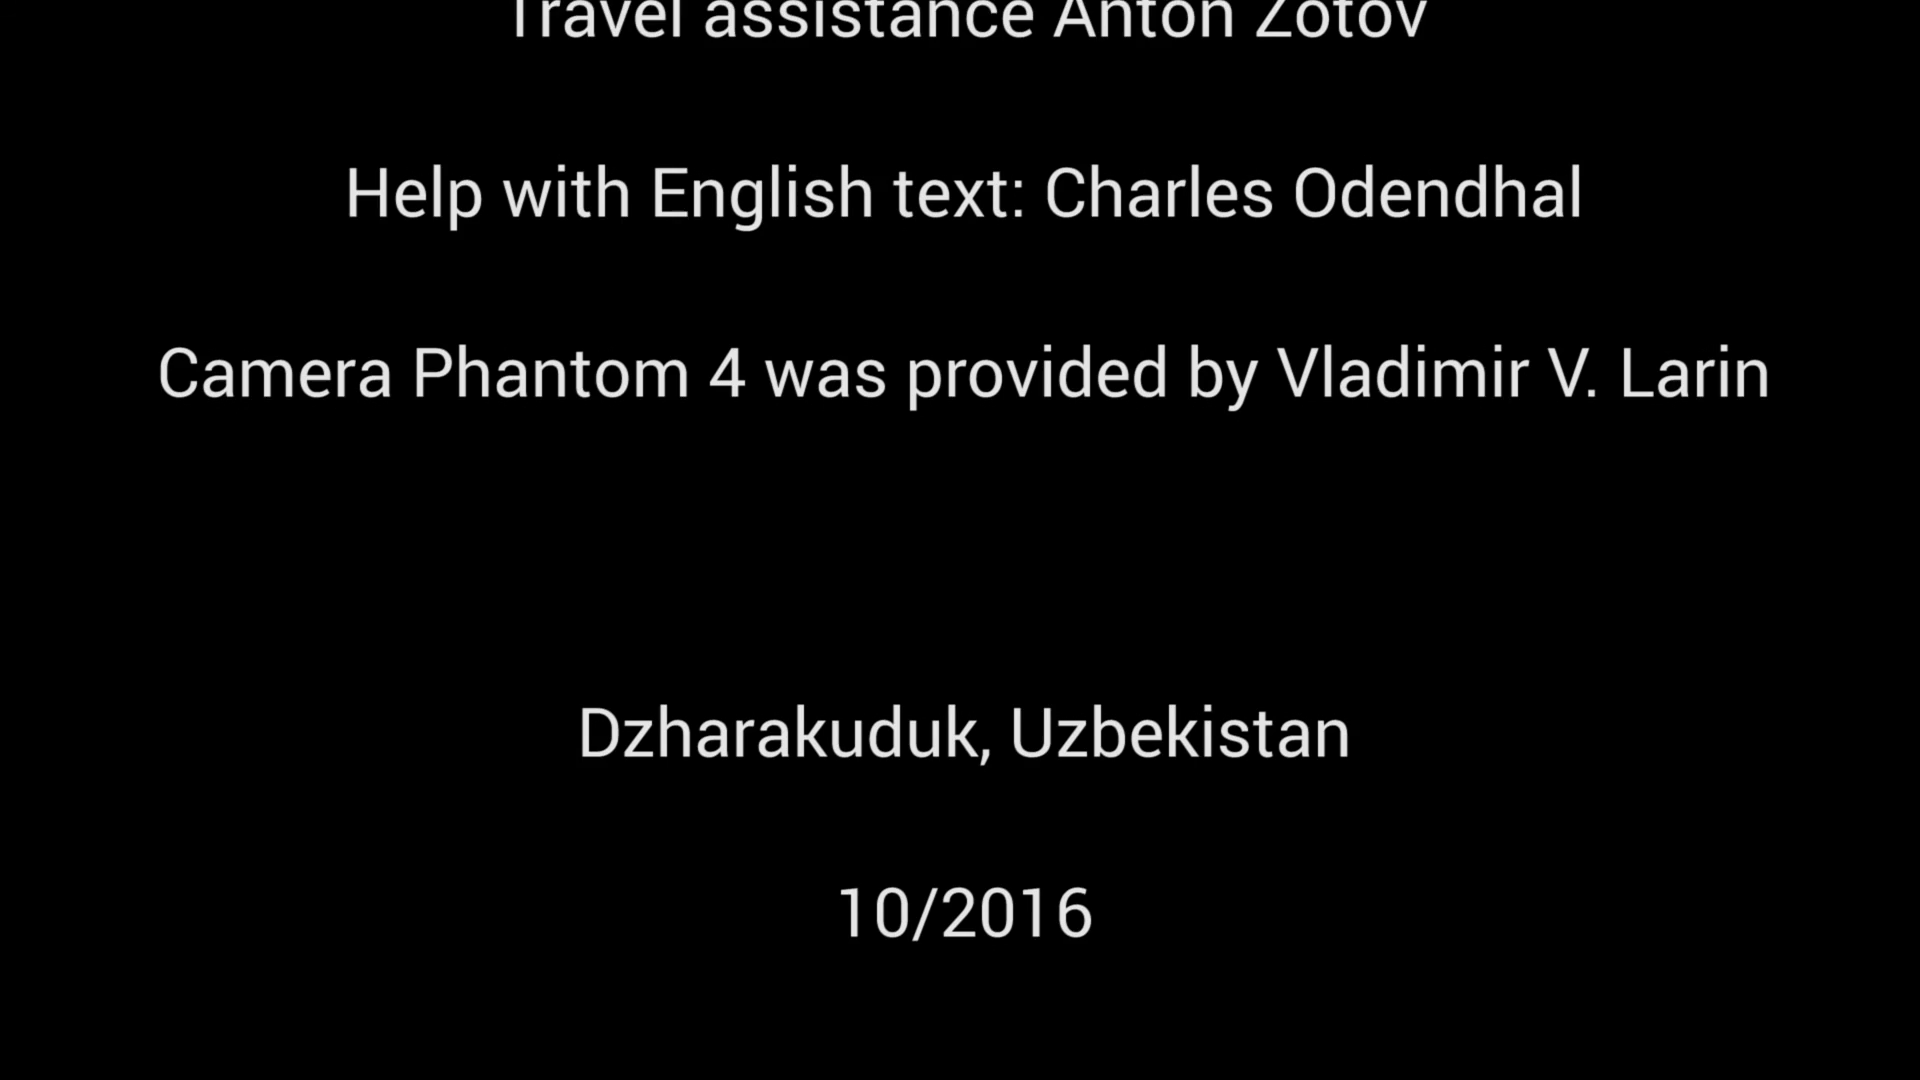 Travel assistance Anton Zotov
Help with English text: Charles Odendhal
Camera Phantom 4 was provided by Vladimir V. Larin
Dzharakuduk, Uzbekistan
10/2016